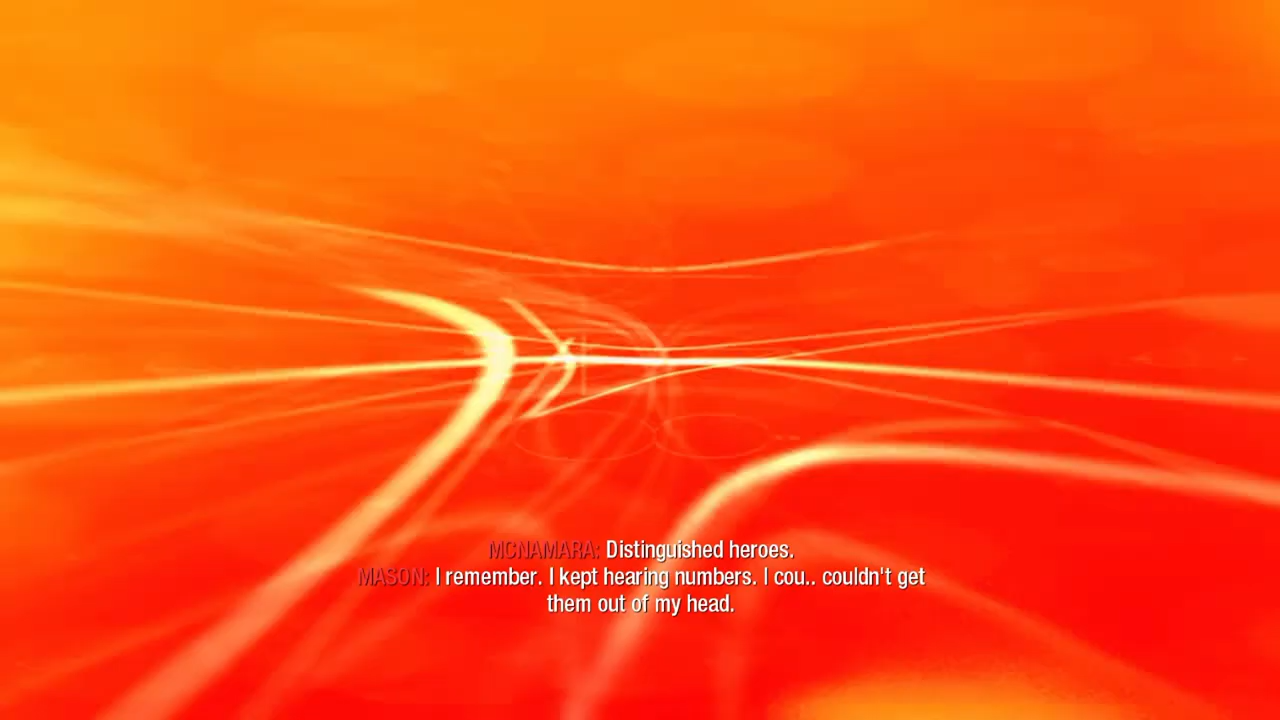 MCNAMARA: Distinguished heroes.
MASON: I remember. I kept hearing numbers. I cou.. couldn't get
them out of my head.